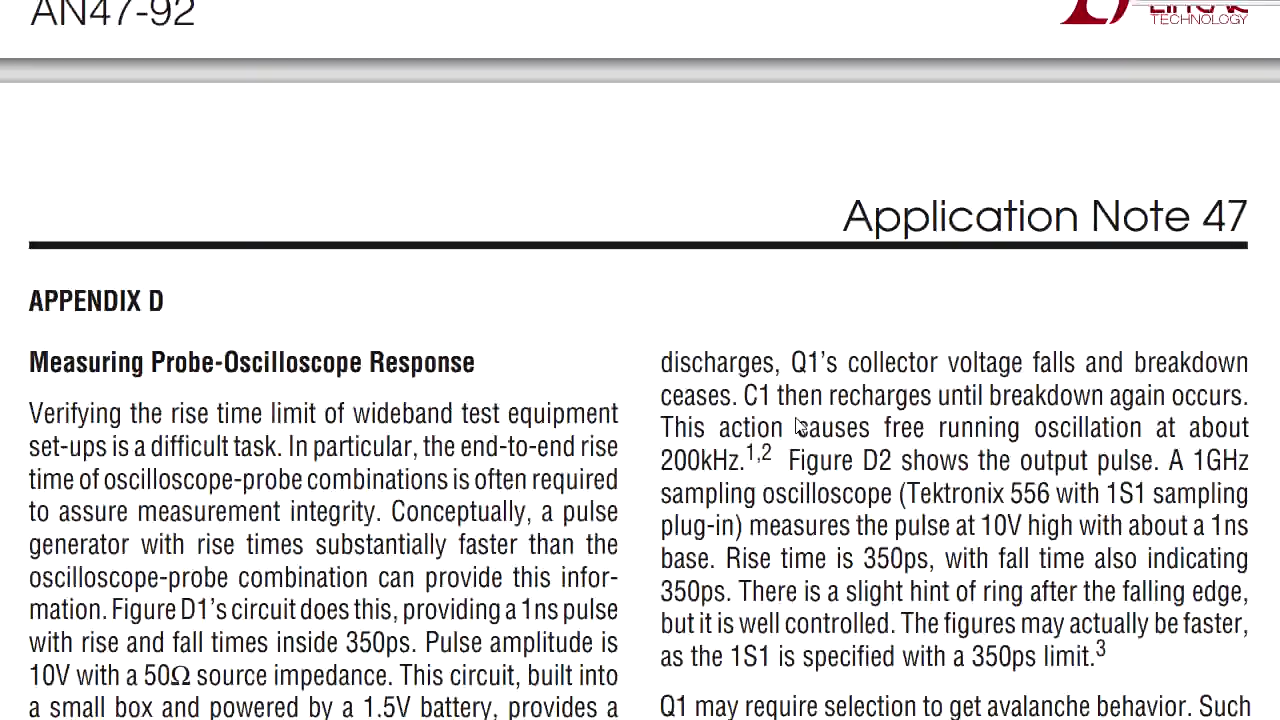 AN47-92
TECHNOLOGY
Application Note 47
APPENDIX D
Measuring Probe-Oscilloscope Response
Verifying the rise time limit of wideband test equipment
set-ups is a difficult task. In particular, the end-to-end rise
time of oscilloscope-probe combinations is often required
to assure measurement integrity. Conceptually, a pulse
generator with rise times substantially faster than the
oscilloscope-probe combination can provide this infor-
mation. Figure D1's circuit does this, providing a 1ns pulse
with rise and fall times inside 350ps. Pulse amplitude is
10V with a 50Ω source impedance. This circuit, built into
a small box and powered by a 1.5V battery, provides a
discharges, Q1's collector voltage falls and breakdown
ceases. C1 then recharges until breakdown again occurs.
This action causes free running oscillation at about
200kHz.1,2 Figure D2 shows the output pulse. A 1GHz
sampling oscilloscope (Tektronix 556 with 1S1 sampling
plug-in) measures the pulse at 10V high with about a 1ns
base. Rise time is 350ps, with fall time also indicating
350ps. There is a slight hint of ring after the falling edge,
but it is well controlled. The figures may actually be faster,
as the 1S1 is specified with a 350ps limit.3
Q1 may require selection to get avalanche behavior. Such